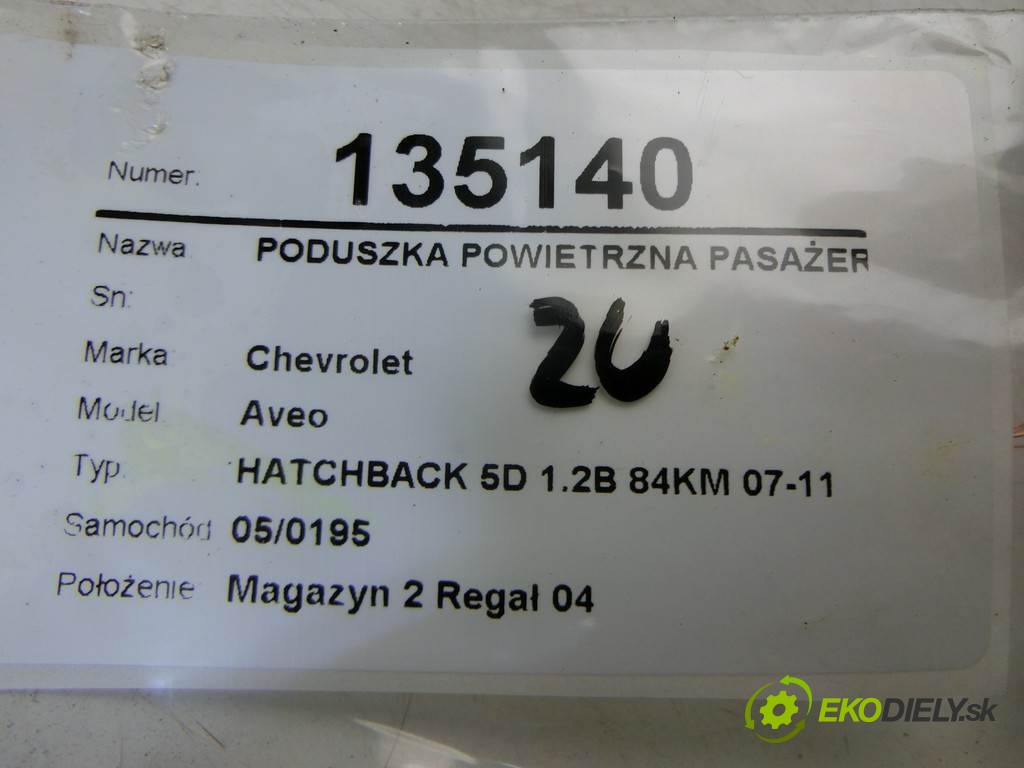 Numer: 135140
Nazwa PODUSZKA POWIETRZNA PASAŻER
Sn:
20
Marka Chevrolet
Model Aveo
Typ: HATCHBACK 5D 1.2B 84KM 07-11
Samochód 05/0195
Położenie Magazyn 2 Regał 04
EKODIELY.sk